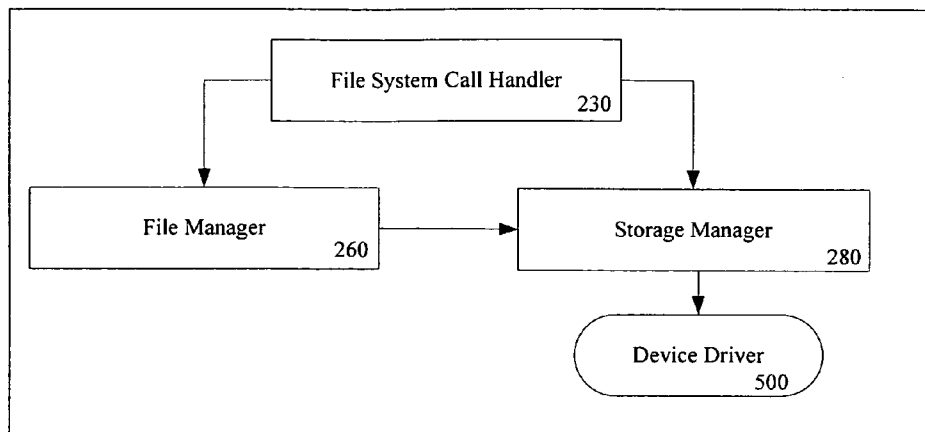 File System Call Handler
230
File Manager
260
Storage Manager
280
Device Driver
500